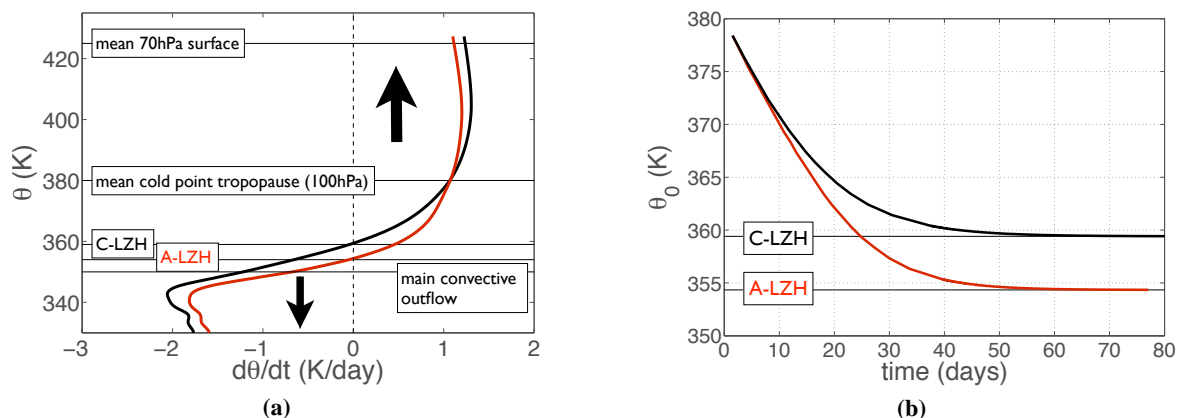 420
400
380
360
340
θ (K)
mean 70hPa surface
mean cold point tropopause (100hPa)
C-LZH
A-LZH
main convective
outflow
−3
−2
−1
0
1
2
dθ/dt (K/day)
(a)
380
375
370
365
360
355
350
θ0 (K)
C-LZH
A-LZH
0
10
20
30
40
50
60
70
80
time (days)
(b)